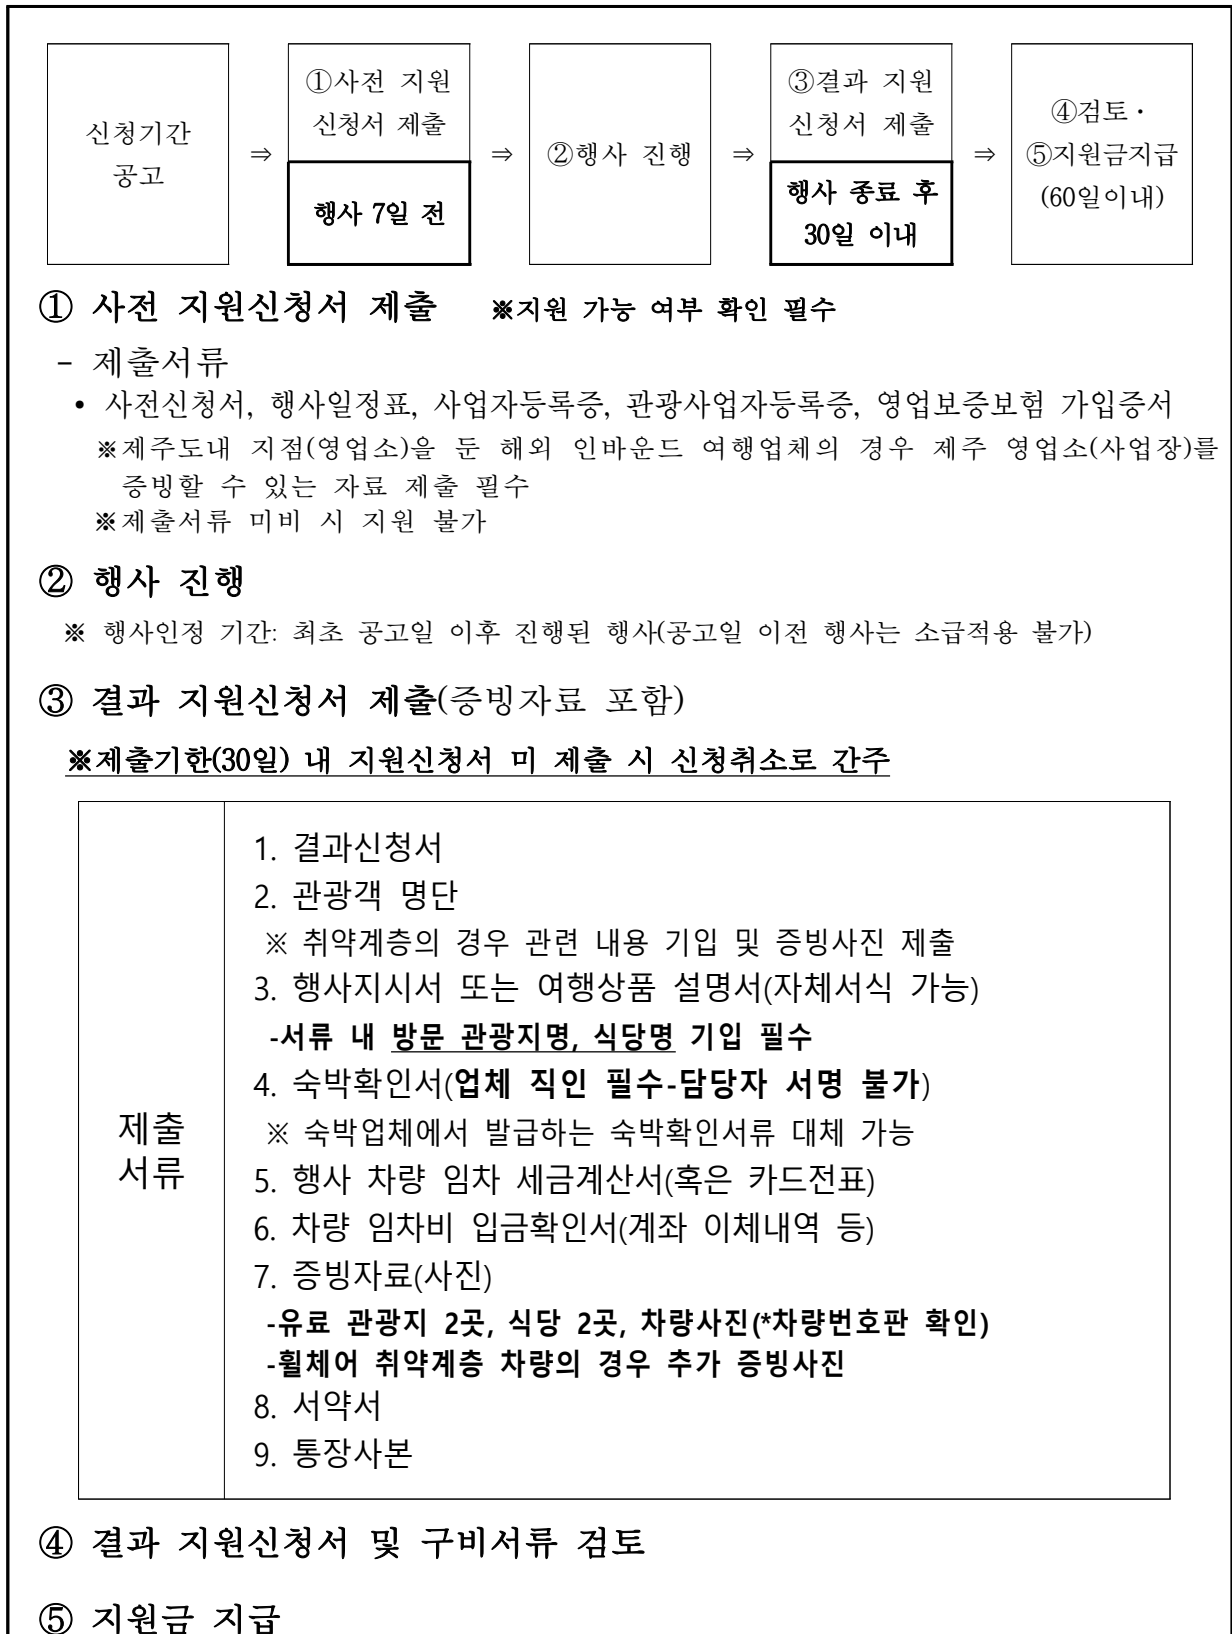 신청기간
공고
⇒
①사전 지원
신청서 제출
행사 7일 전
⇒
②행사 진행
⇒
③결과 지원
신청서 제출
행사 종료 후
30일 이내
⇒
④검토·
⑤지원금지급
(60일이내)
① 사전 지원신청서 제출 ※지원 가능 여부 확인 필수
- 제출서류
• 사전신청서, 행사일정표, 사업자등록증, 관광사업자등록증, 영업보증보험 가입증서
※제주도내 지점(영업소)을 둔 해외 인바운드 여행업체의 경우 제주 영업소(사업장)를
증빙할 수 있는 자료 제출 필수
※제출서류 미비 시 지원 불가
② 행사 진행
※ 행사인정 기간: 최초 공고일 이후 진행된 행사(공고일 이전 행사는 소급적용 불가)
③ 결과 지원신청서 제출(증빙자료 포함)
※제출기한(30일) 내 지원신청서 미 제출 시 신청취소로 간주
제출
서류
1. 결과신청서
2. 관광객 명단
※ 취약계층의 경우 관련 내용 기입 및 증빙사진 제출
3. 행사지시서 또는 여행상품 설명서(자체서식 가능)
-서류 내 방문 관광지명, 식당명 기입 필수
4. 숙박확인서(업체 직인 필수-담당자 서명 불가)
※ 숙박업체에서 발급하는 숙박확인서류 대체 가능
5. 행사 차량 임차 세금계산서(혹은 카드전표)
6. 차량 임차비 입금확인서(계좌 이체내역 등)
7. 증빙자료(사진)
-유료 관광지 2곳, 식당 2곳, 차량사진(*차량번호판 확인)
-휠체어 취약계층 차량의 경우 추가 증빙사진
8. 서약서
9. 통장사본
④ 결과 지원신청서 및 구비서류 검토
⑤ 지원금 지급